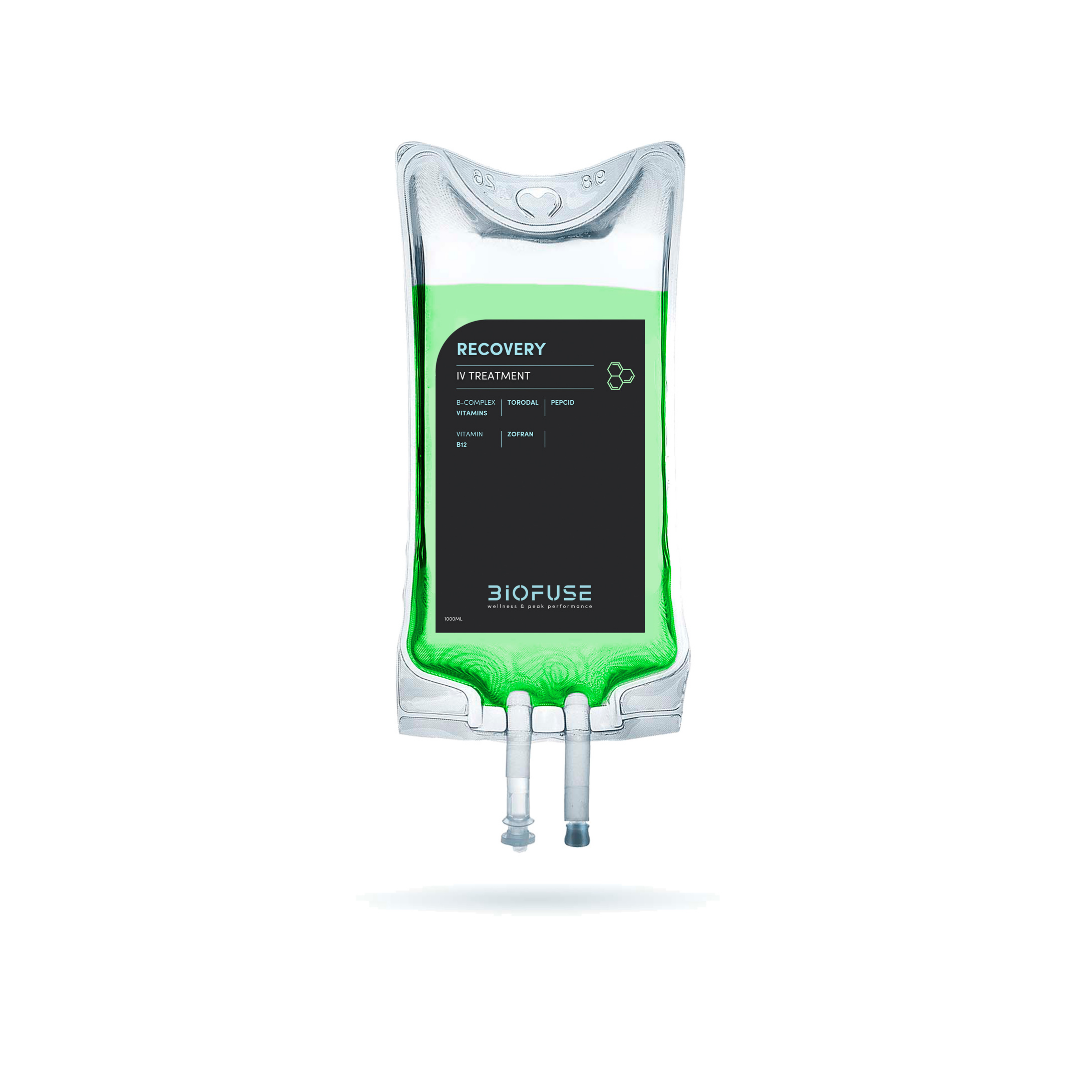 RECOVERY
IV TREATMENT
B-COMPLEX VITAMINS
TORODAL
PEPCID
VITAMIN B12
ZOFRAN
BIOFUSE
wellness & peak performance
1000ML